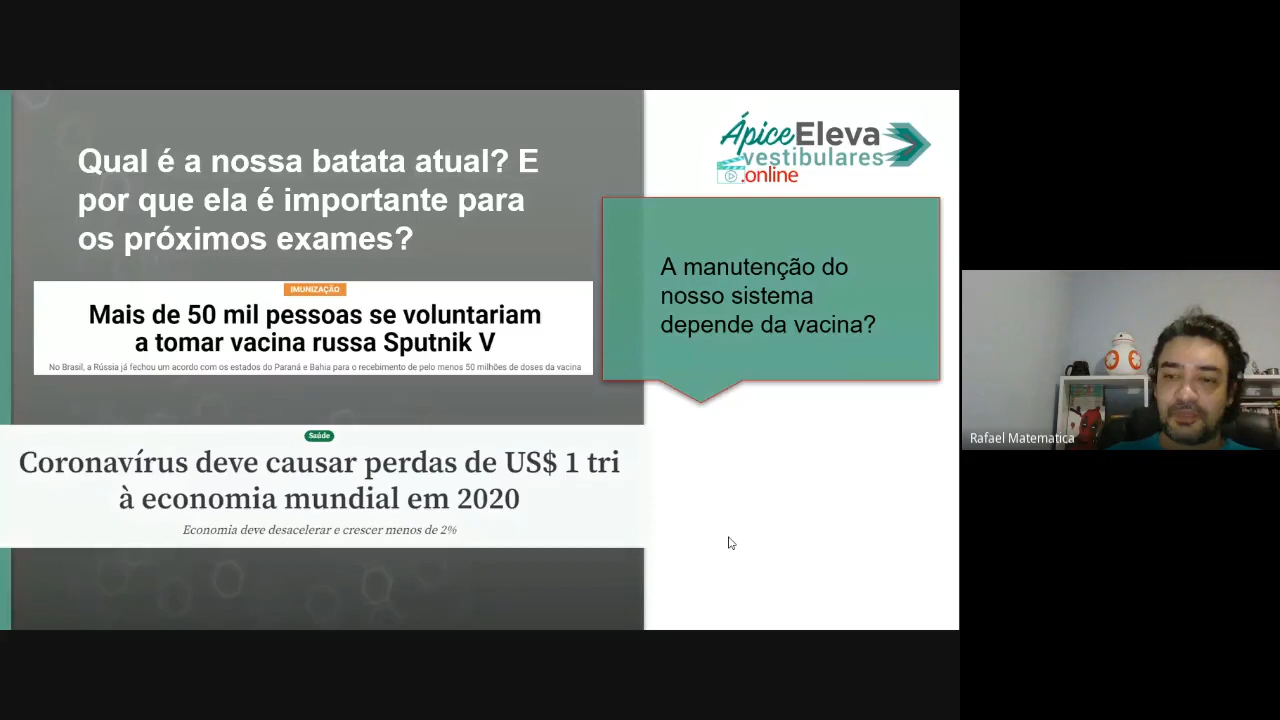 Qual é a nossa batata atual? E
por que ela é importante para
os próximos exames?
IMUNIZAÇÃO
Mais de 50 mil pessoas se voluntariam
a tomar vacina russa Sputnik V
No Brasil, a Rússia já fechou um acordo com os estados do Paraná e Bahia para o recebimento de pelo menos 50 milhões de doses da vacina
Saúde
Coronavírus deve causar perdas de US$ 1 tri
à economia mundial em 2020
Economia deve desacelerar e crescer menos de 2%
ÁpiceEleva
vestibulares
.online
A manutenção do
nosso sistema
depende da vacina?
Rafael Matematica